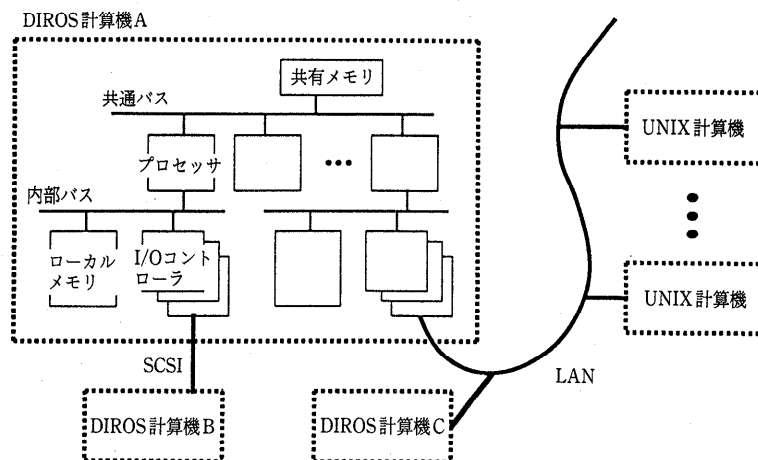 DIROS計算機A
共有メモリ
共通バス
プロセッサ
内部バス
ローカル
メモリ
I/Oコント
ローラ
SCSI
DIROS計算機B
DIROS計算機C
LAN
UNIX計算機
UNIX計算機